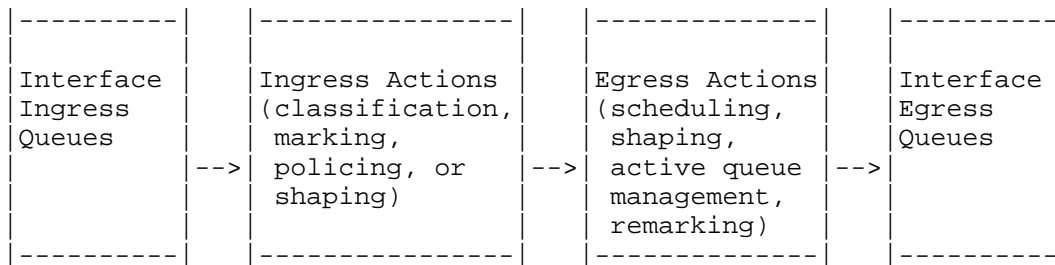 |----------|   |----------------|   |--------------|   |----------
|          |   |                |   |              |   |
|Interface |   |Ingress Actions |   |Egress Actions|   |Interface
|Ingress   |   |(classification,|   |(scheduling,  |   |Egress
|Queues    |   | marking,       |   | shaping,     |   |Queues
|          |-->| policing, or   |-->| active queue |-->|
|          |   | shaping)       |   | management,  |   |
|          |   |                |   | remarking)   |   |
|----------|   |----------------|   |--------------|   |----------